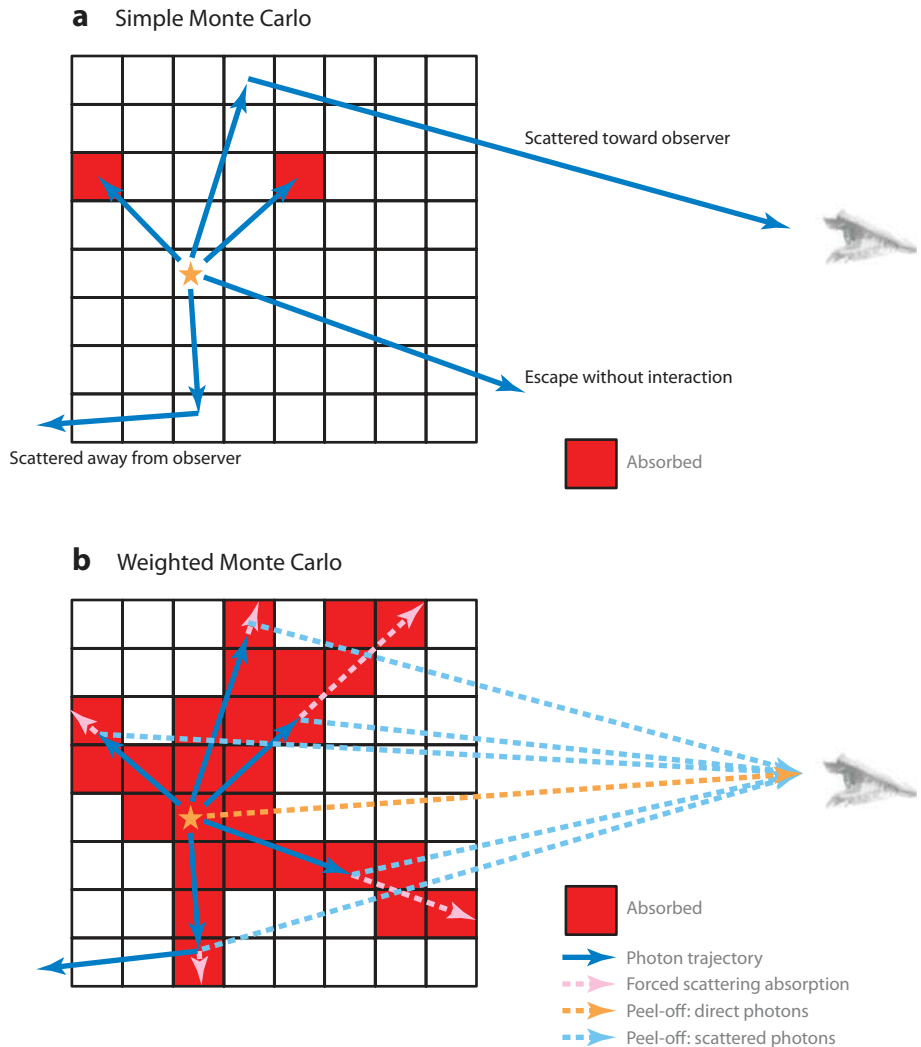 a Simple Monte Carlo
Scattered toward observer
Escape without interaction
Scattered away from observer
Absorbed
b Weighted Monte Carlo
Absorbed
Photon trajectory
Forced scattering absorption
Peel-off: direct photons
Peel-off: scattered photons